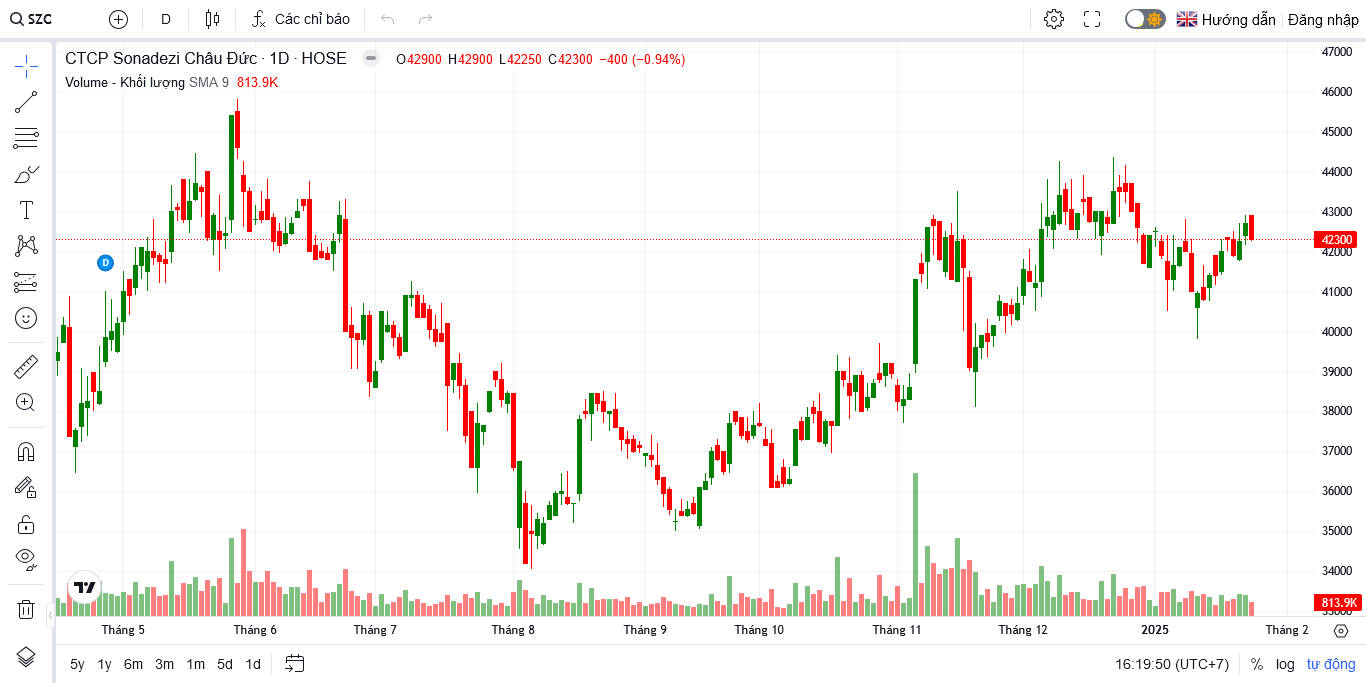 SZC D Các chỉ báo Hướng dẫn Đăng nhập
CTCP Sonadezi Châu Đức · 1D · HOSE O42900 H42900 L42250 C42300 −400 (−0.94%)
Volume - Khối lượng SMA 9 813.9K
47000
46000
45000
44000
43000
42300
42000
41000
40000
39000
38000
37000
36000
35000
34000
813.9K
33000
D
Tháng 5 Tháng 6 Tháng 7 Tháng 8 Tháng 9 Tháng 10 Tháng 11 Tháng 12 2025 Tháng 2
5y 1y 6m 3m 1m 5d 1d 16:19:50 (UTC+7) % log tự động